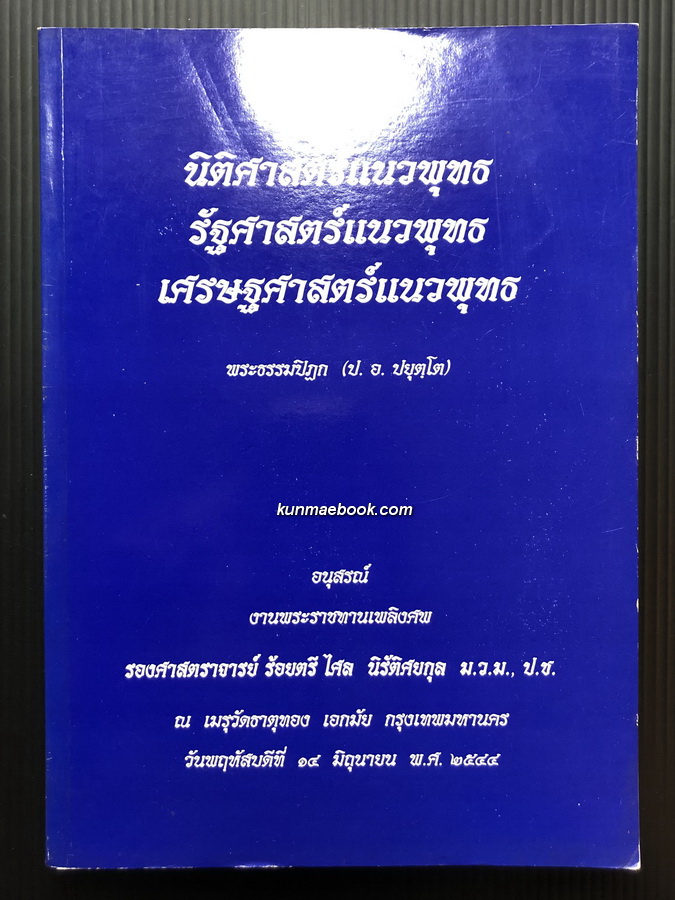 นิติศาสตร์แนวพุทธ
รัฐศาสตร์แนวพุทธ
เศรษฐศาสตร์แนวพุทธ
พระธรรมปิฎก (ป. อ. ปยุตฺโต)
kunmaebook.com
อนุสรณ์
งานพระราชทานเพลิงศพ
รองศาสตราจารย์ ร้อยตรี ไศล นิรัติศยกุล ม.ว.ม., ป.ช.
ณ เมรุวัดธาตุทอง เอกมัย กรุงเทพมหานคร
วันพฤหัสบดีที่ ๑๔ มิถุนายน พ.ศ. ๒๕๔๔